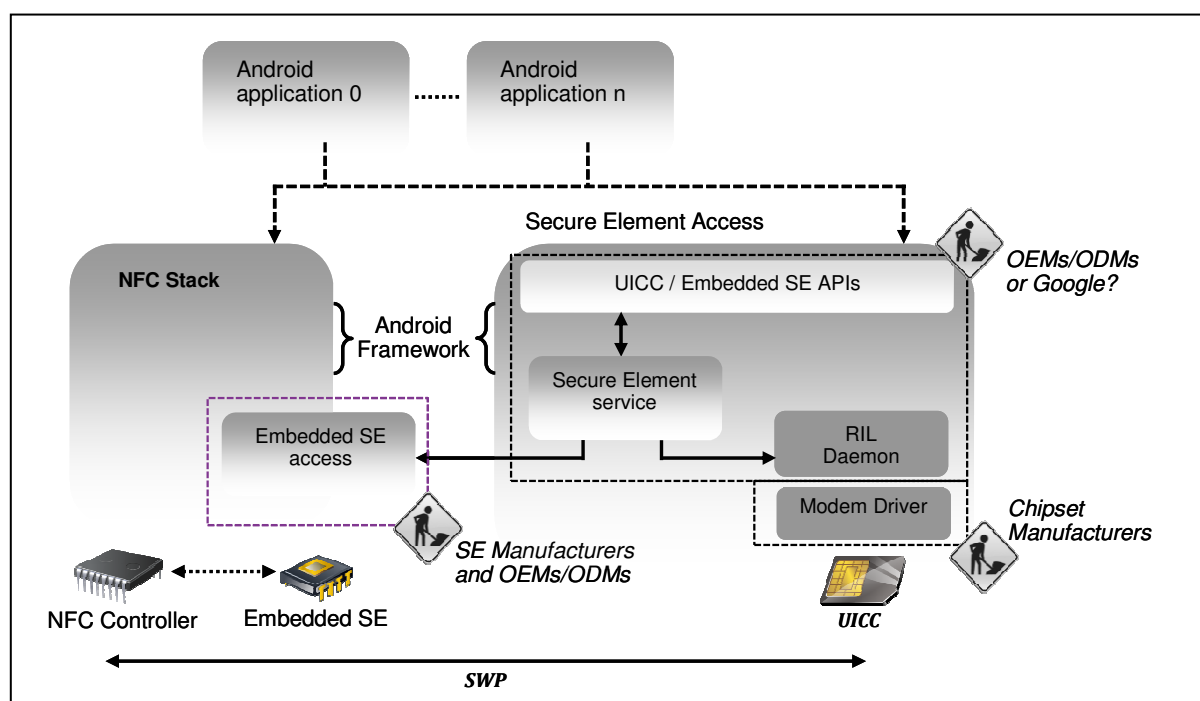 Android
application 0
Android
application n
Secure Element Access
OEMs/ODMs
or Google?
NFC Stack
UICC / Embedded SE APIs
Android
Framework
Secure Element
service
Embedded SE
access
RIL
Daemon
Modem Driver
Chipset
Manufacturers
SE Manufacturers
and OEMs/ODMs
NFC Controller
Embedded SE
UICC
SWP